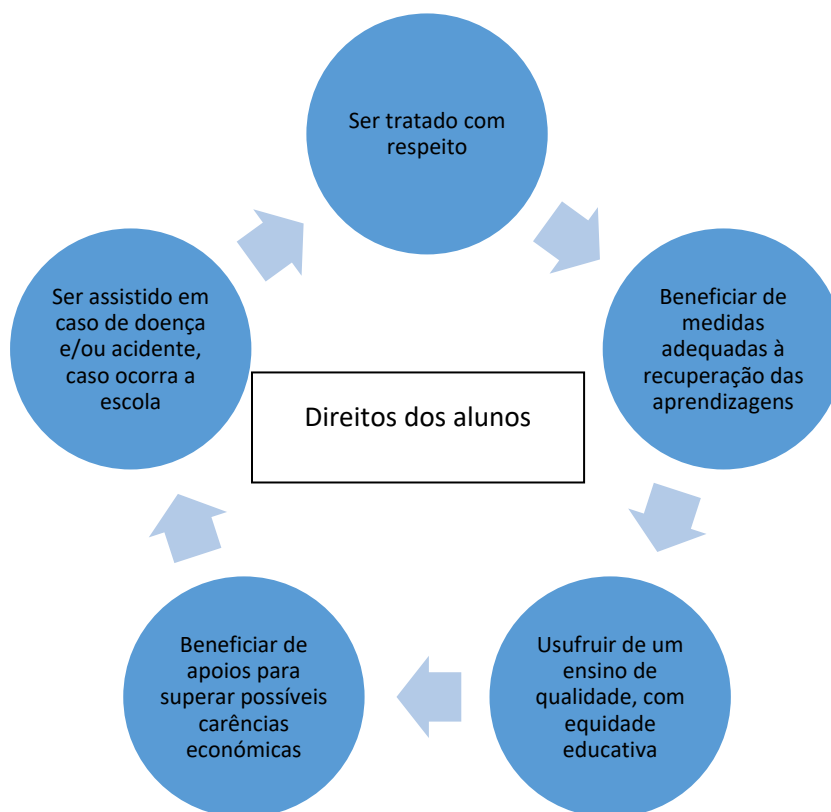 Ser tratado com
respeito
Beneficiar de
medidas
adequadas à
recuperação das
aprendizagens
Usufruir de um
ensino de
qualidade, com
equidade
educativa
Beneficiar de
apoios para
superar possíveis
carências
económicas
Ser assistido em
caso de doença
e/ou acidente,
caso ocorra a
escola
Direitos dos alunos